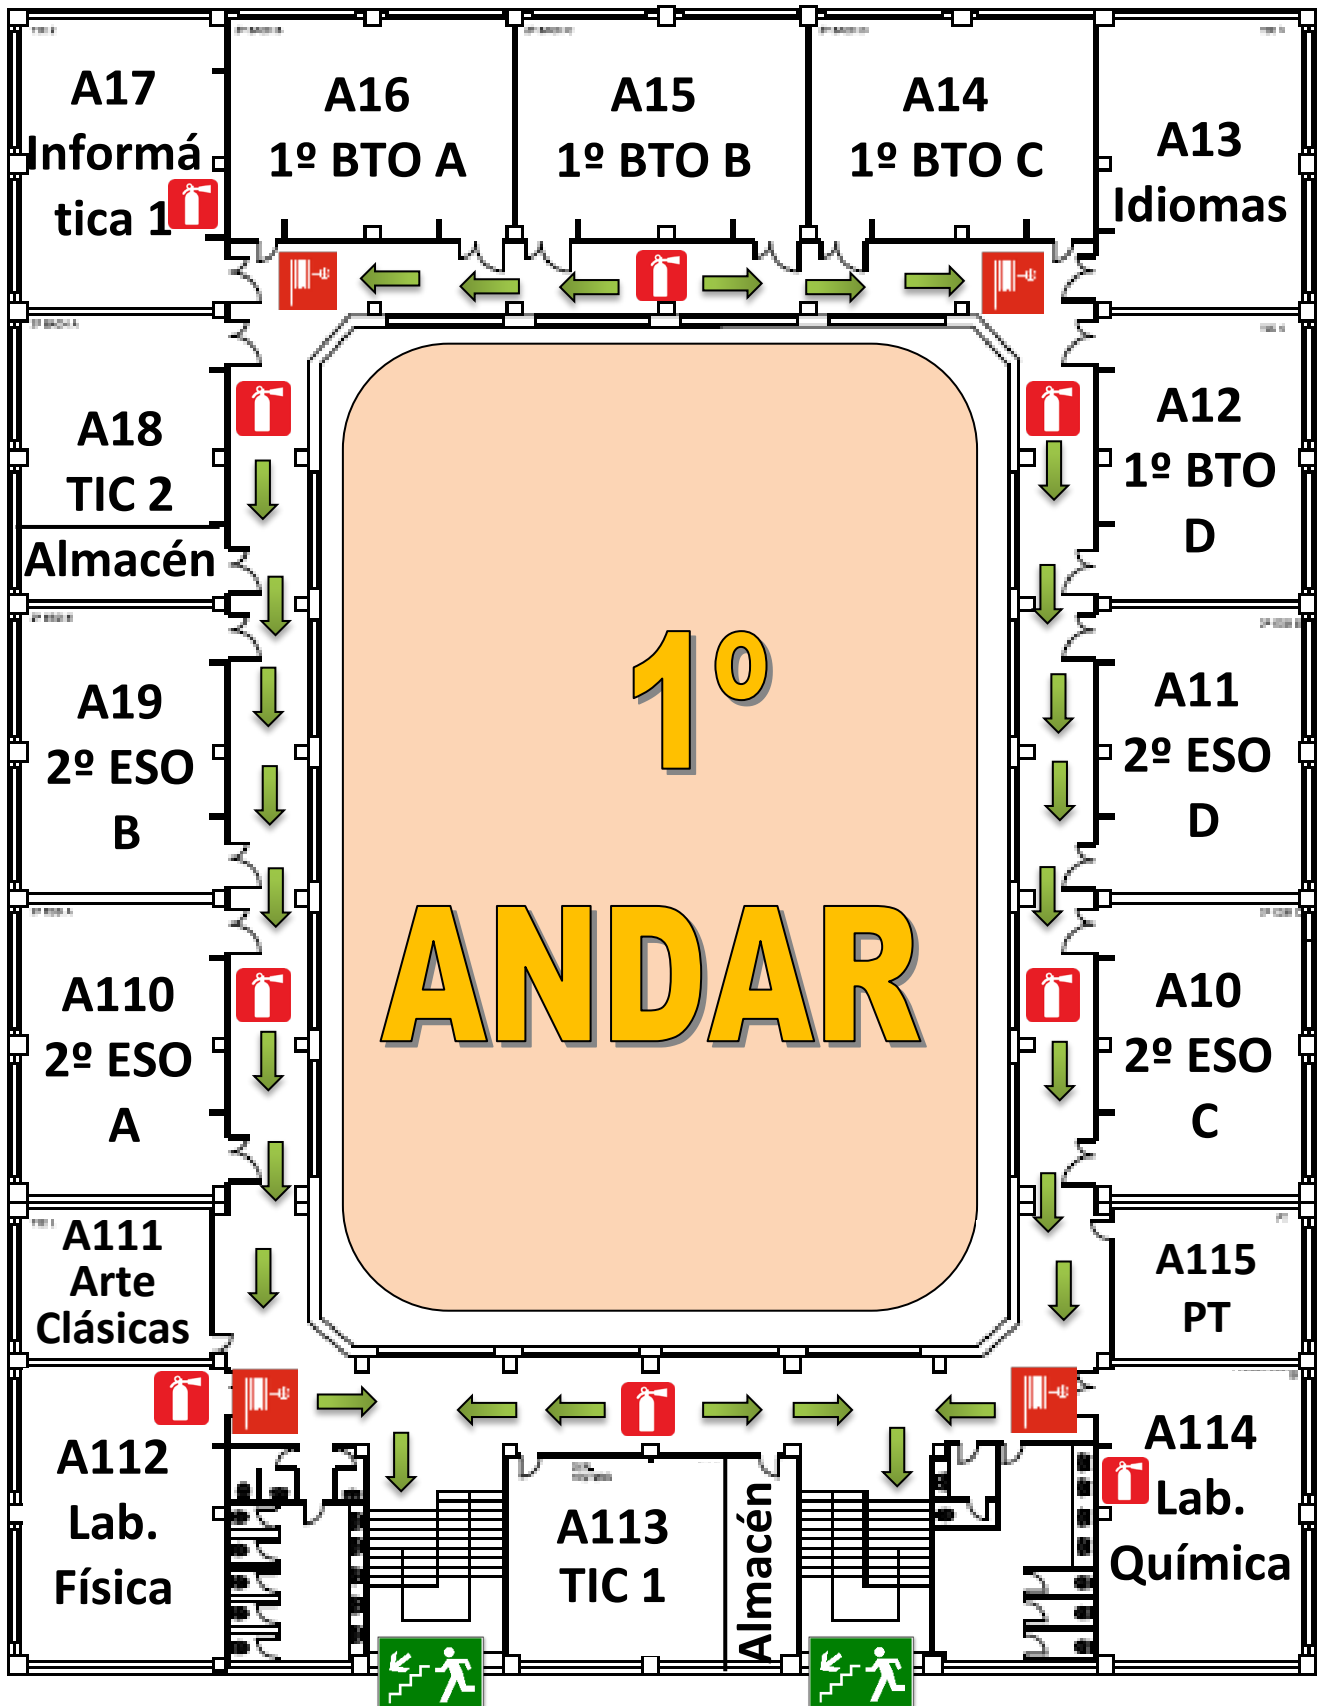 A17
Informá
tica 1
A16
1º BTO A
A15
1º BTO B
A14
1º BTO C
A13
Idiomas
A18
TIC 2
Almacén
A12
1º BTO
D
A19
2º ESO
B
1º
ANDAR
A11
2º ESO
D
A110
2º ESO
A
A10
2º ESO
C
A111
Arte
Clásicas
A115
PT
A112
Lab.
Física
A113
TIC 1
Almacén
A114
Lab.
Química